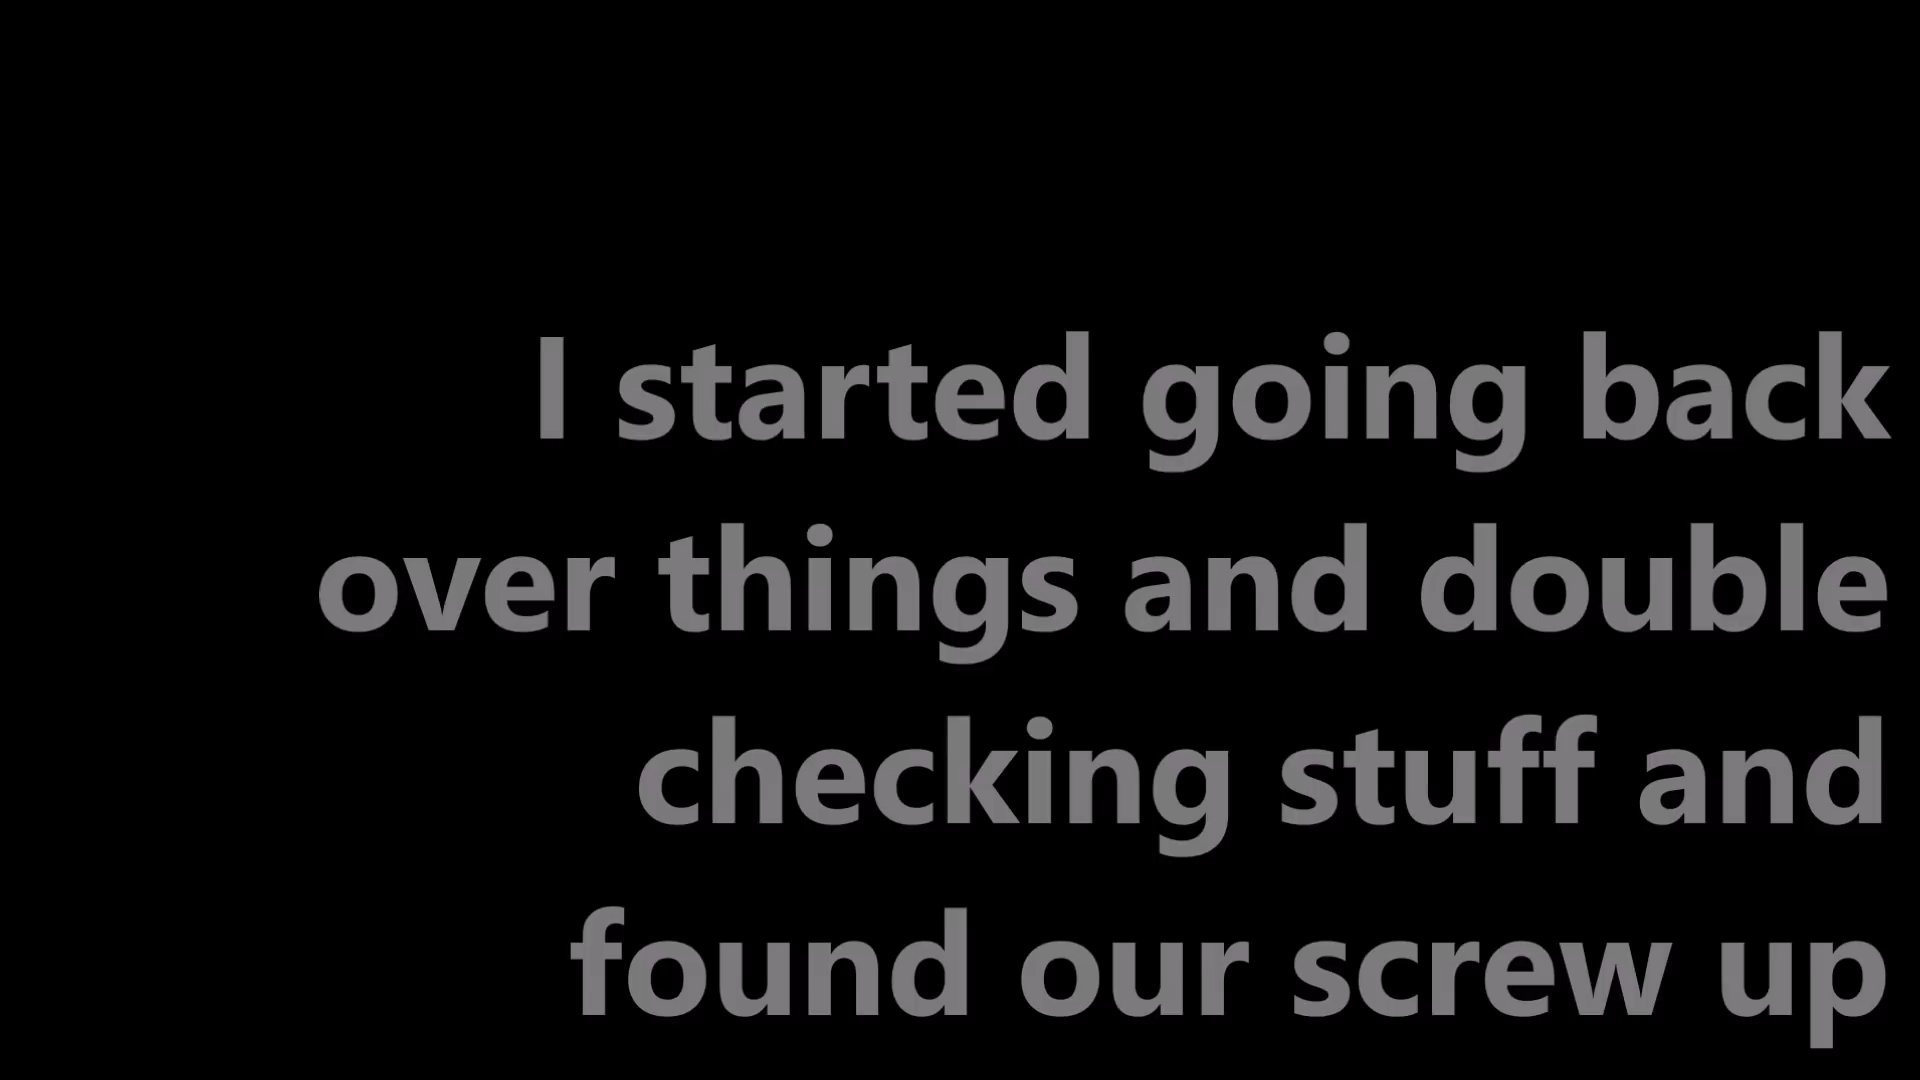 I started going back
over things and double
checking stuff and
found our screw up